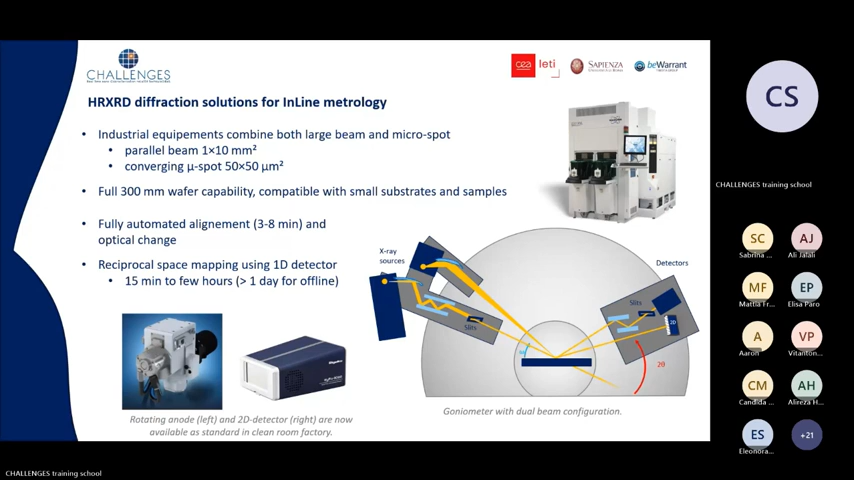 CHALLENGES
cea
leti
SAPIENZA
beWarrant
HRXRD diffraction solutions for InLine metrology
• Industrial equipements combine both large beam and micro-spot
• parallel beam 1×10 mm²
• converging μ-spot 50×50 μm²
• Full 300 mm wafer capability, compatible with small substrates and samples
• Fully automated alignement (3-8 min) and
optical change
• Reciprocal space mapping using 1D detector
• 15 min to few hours (> 1 day for offline)
X-ray
sources
Slits
Detectors
Slits
2θ
Rotating anode (left) and 2D-detector (right) are now
available as standard in clean room factory.
Goniometer with dual beam configuration.
CS
CHALLENGES training school
SC
Sabrina ...
AJ
Ali Jalali
MF
Mattia Fr...
EP
Elisa Paro
A
Aaron
VP
Vitanton...
CM
Candida ...
AH
Alireza H...
ES
Eleonora...
+21
CHALLENGES training school